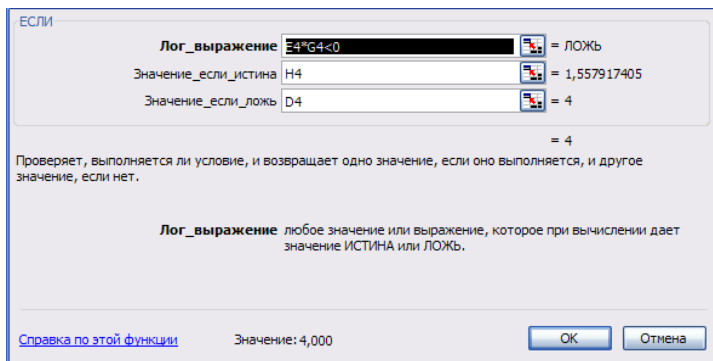 ЕСЛИ
Лог_выражение E4*G4<0 = ЛОЖЬ
Значение_если_истина H4 = 1,557917405
Значение_если_ложь D4 = 4
= 4
Проверяет, выполняется ли условие, и возвращает одно значение, если оно выполняется, и другое
значение, если нет.
Лог_выражение любое значение или выражение, которое при вычислении дает
значение ИСТИНА или ЛОЖЬ.
Справка по этой функции Значение: 4,000 ОК Отмена